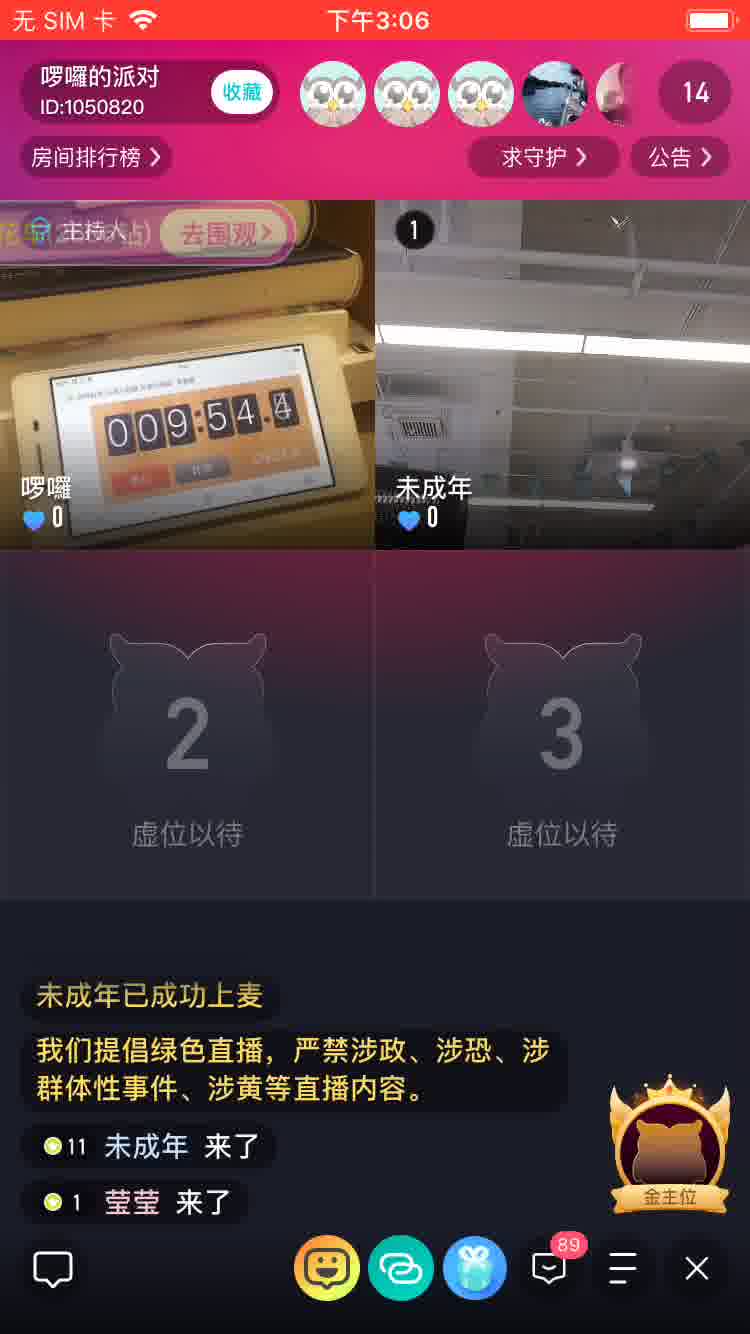 无 SIM 卡
下午3:06
啰囉的派对
ID:1050820
收藏
14
房间排行榜
求守护
公告
主持人
去围观
1
009:54.4
啰囉
0
未成年
0
2
3
虚位以待
虚位以待
未成年已成功上麦
我们提倡绿色直播，严禁涉政、涉恐、涉
群体性事件、涉黄等直播内容。
11 未成年 来了
1 莹莹 来了
金主位
89